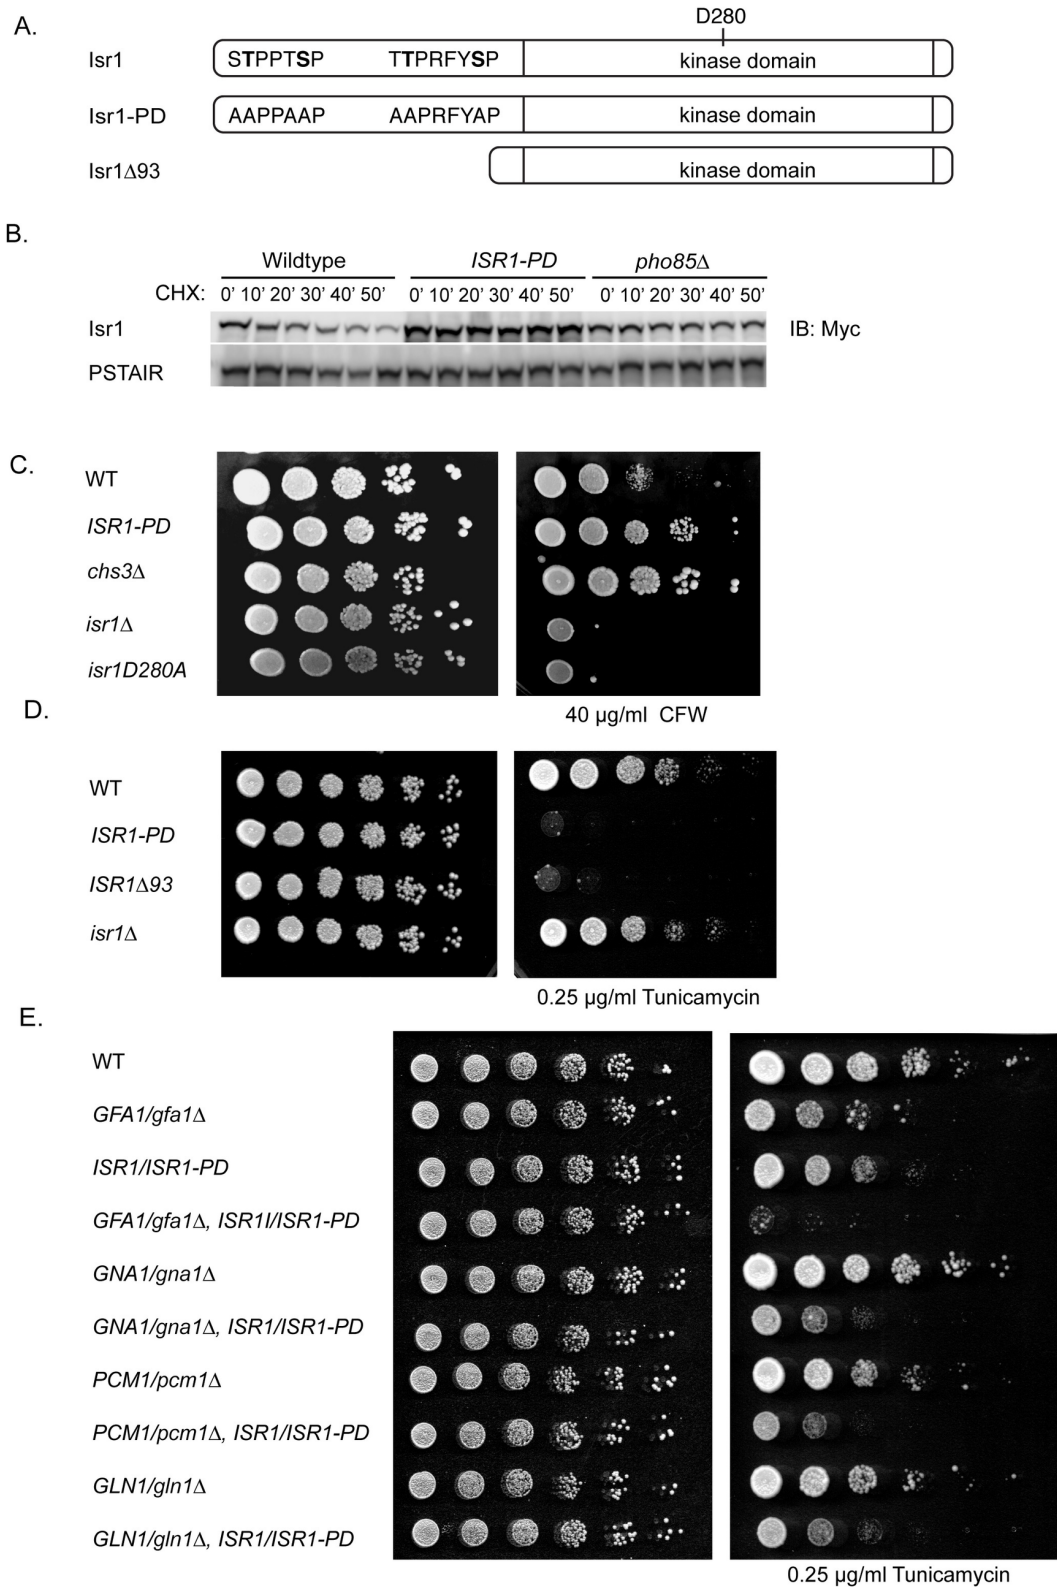 A.
D280
Isr1 STPPTSP TTPRFYSP kinase domain
Isr1-PD AAPPAAP AAPRFYAP kinase domain
Isr1Δ93 kinase domain
B.
Wildtype ISR1-PD pho85Δ
CHX: 0' 10' 20' 30' 40' 50' 0' 10' 20' 30' 40' 50' 0' 10' 20' 30' 40' 50'
Isr1 IB: Myc
PSTAIR
C.
WT
ISR1-PD
chs3Δ
isr1Δ
isr1D280A
40 µg/ml CFW
D.
WT
ISR1-PD
ISR1Δ93
isr1Δ
0.25 µg/ml Tunicamycin
E.
WT
GFA1/gfa1Δ
ISR1/ISR1-PD
GFA1/gfa1Δ, ISR1I/ISR1-PD
GNA1/gna1Δ
GNA1/gna1Δ, ISR1/ISR1-PD
PCM1/pcm1Δ
PCM1/pcm1Δ, ISR1/ISR1-PD
GLN1/gln1Δ
GLN1/gln1Δ, ISR1/ISR1-PD
0.25 µg/ml Tunicamycin